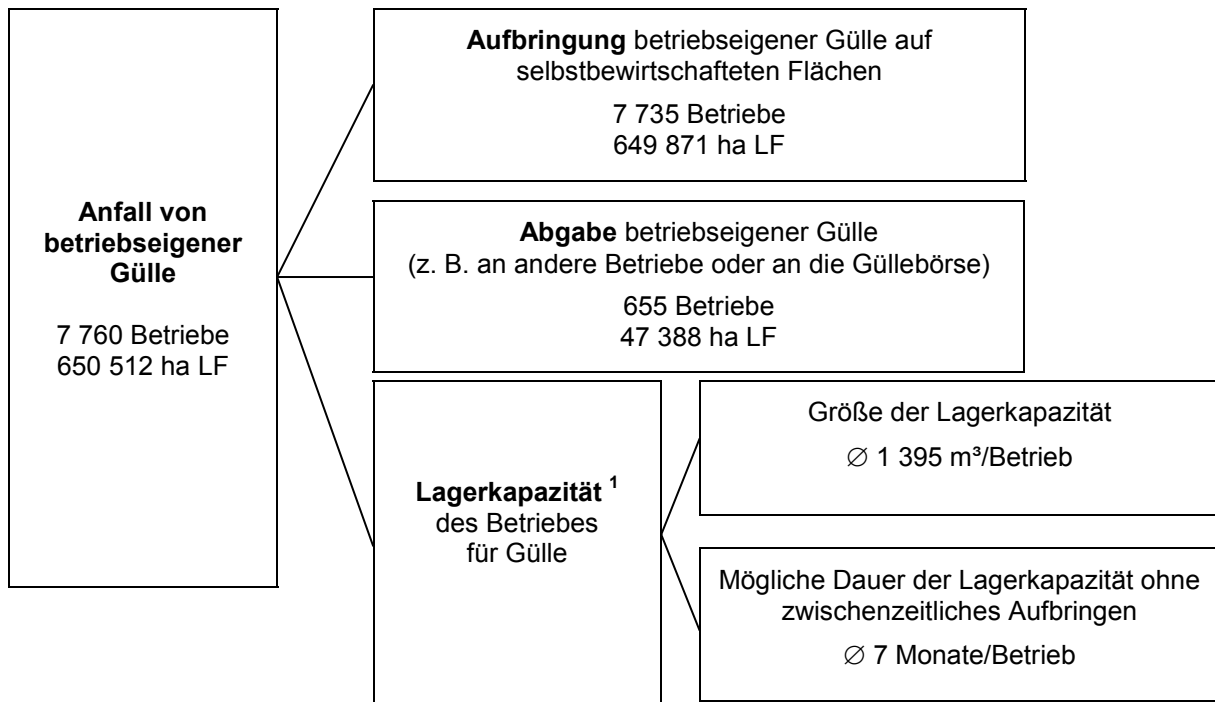 Anfall von
betriebseigener
Gülle
7 760 Betriebe
650 512 ha LF
Aufbringung betriebseigener Gülle auf
selbstbewirtschafteten Flächen
7 735 Betriebe
649 871 ha LF
Abgabe betriebseigener Gülle
(z. B. an andere Betriebe oder an die Güllebörse)
655 Betriebe
47 388 ha LF
Lagerkapazität ¹
des Betriebes
für Gülle
Größe der Lagerkapazität
∅ 1 395 m³/Betrieb
Mögliche Dauer der Lagerkapazität ohne
zwischenzeitliches Aufbringen
∅ 7 Monate/Betrieb